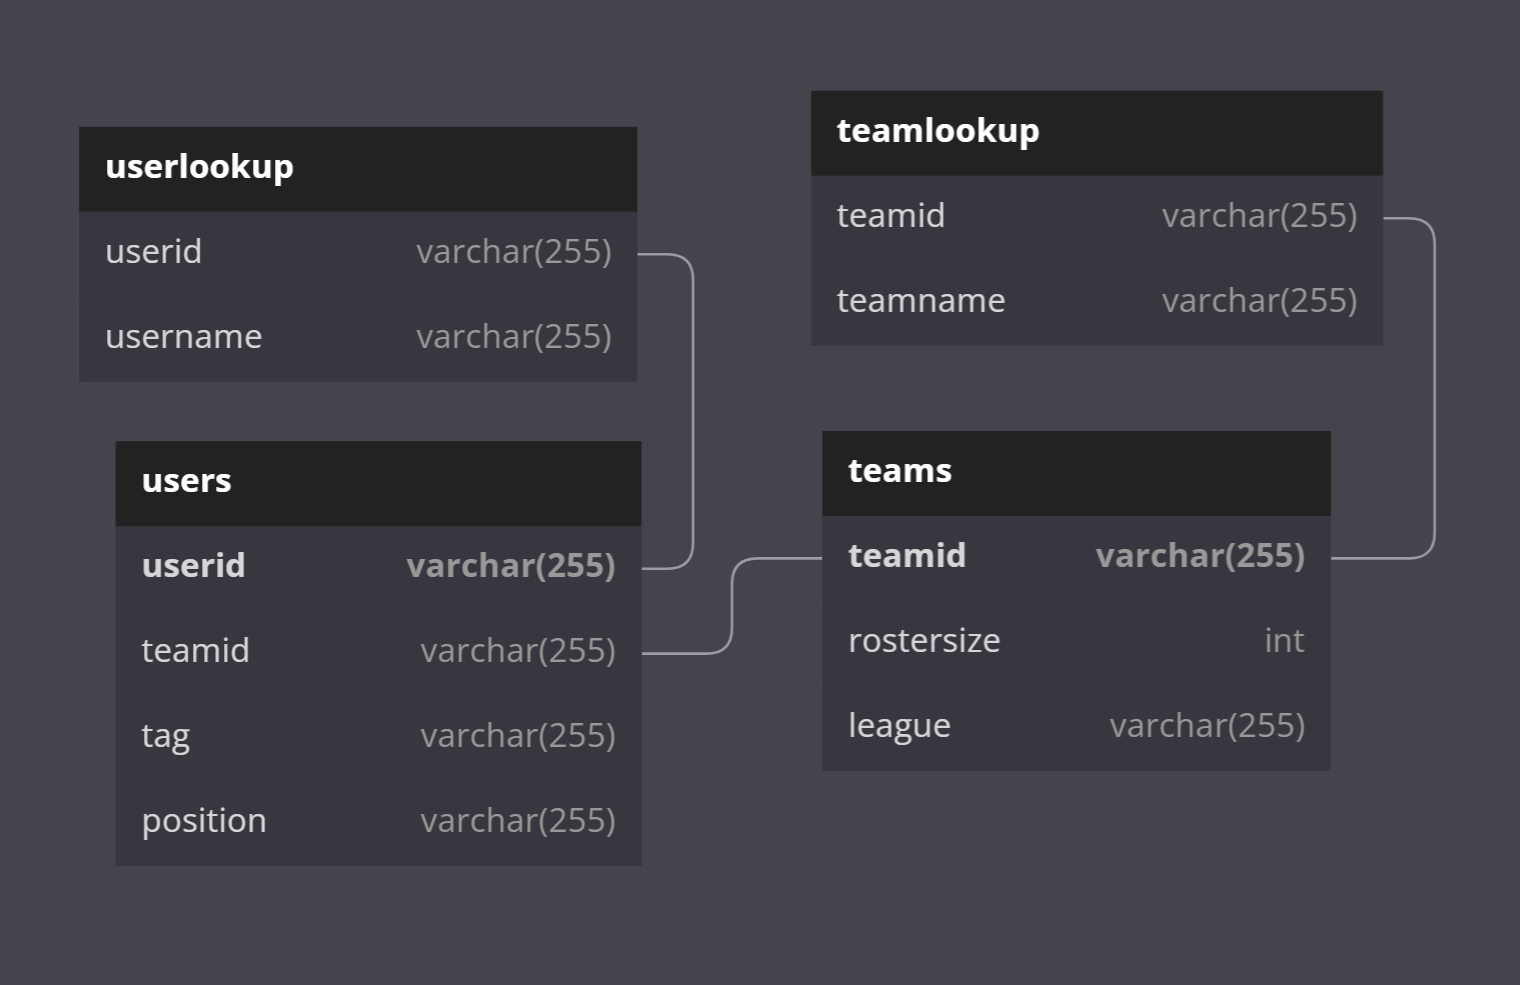 userlookup
userid varchar(255)
username varchar(255)
teamlookup
teamid varchar(255)
teamname varchar(255)
users
userid varchar(255)
teamid varchar(255)
tag varchar(255)
position varchar(255)
teams
teamid varchar(255)
rostersize int
league varchar(255)